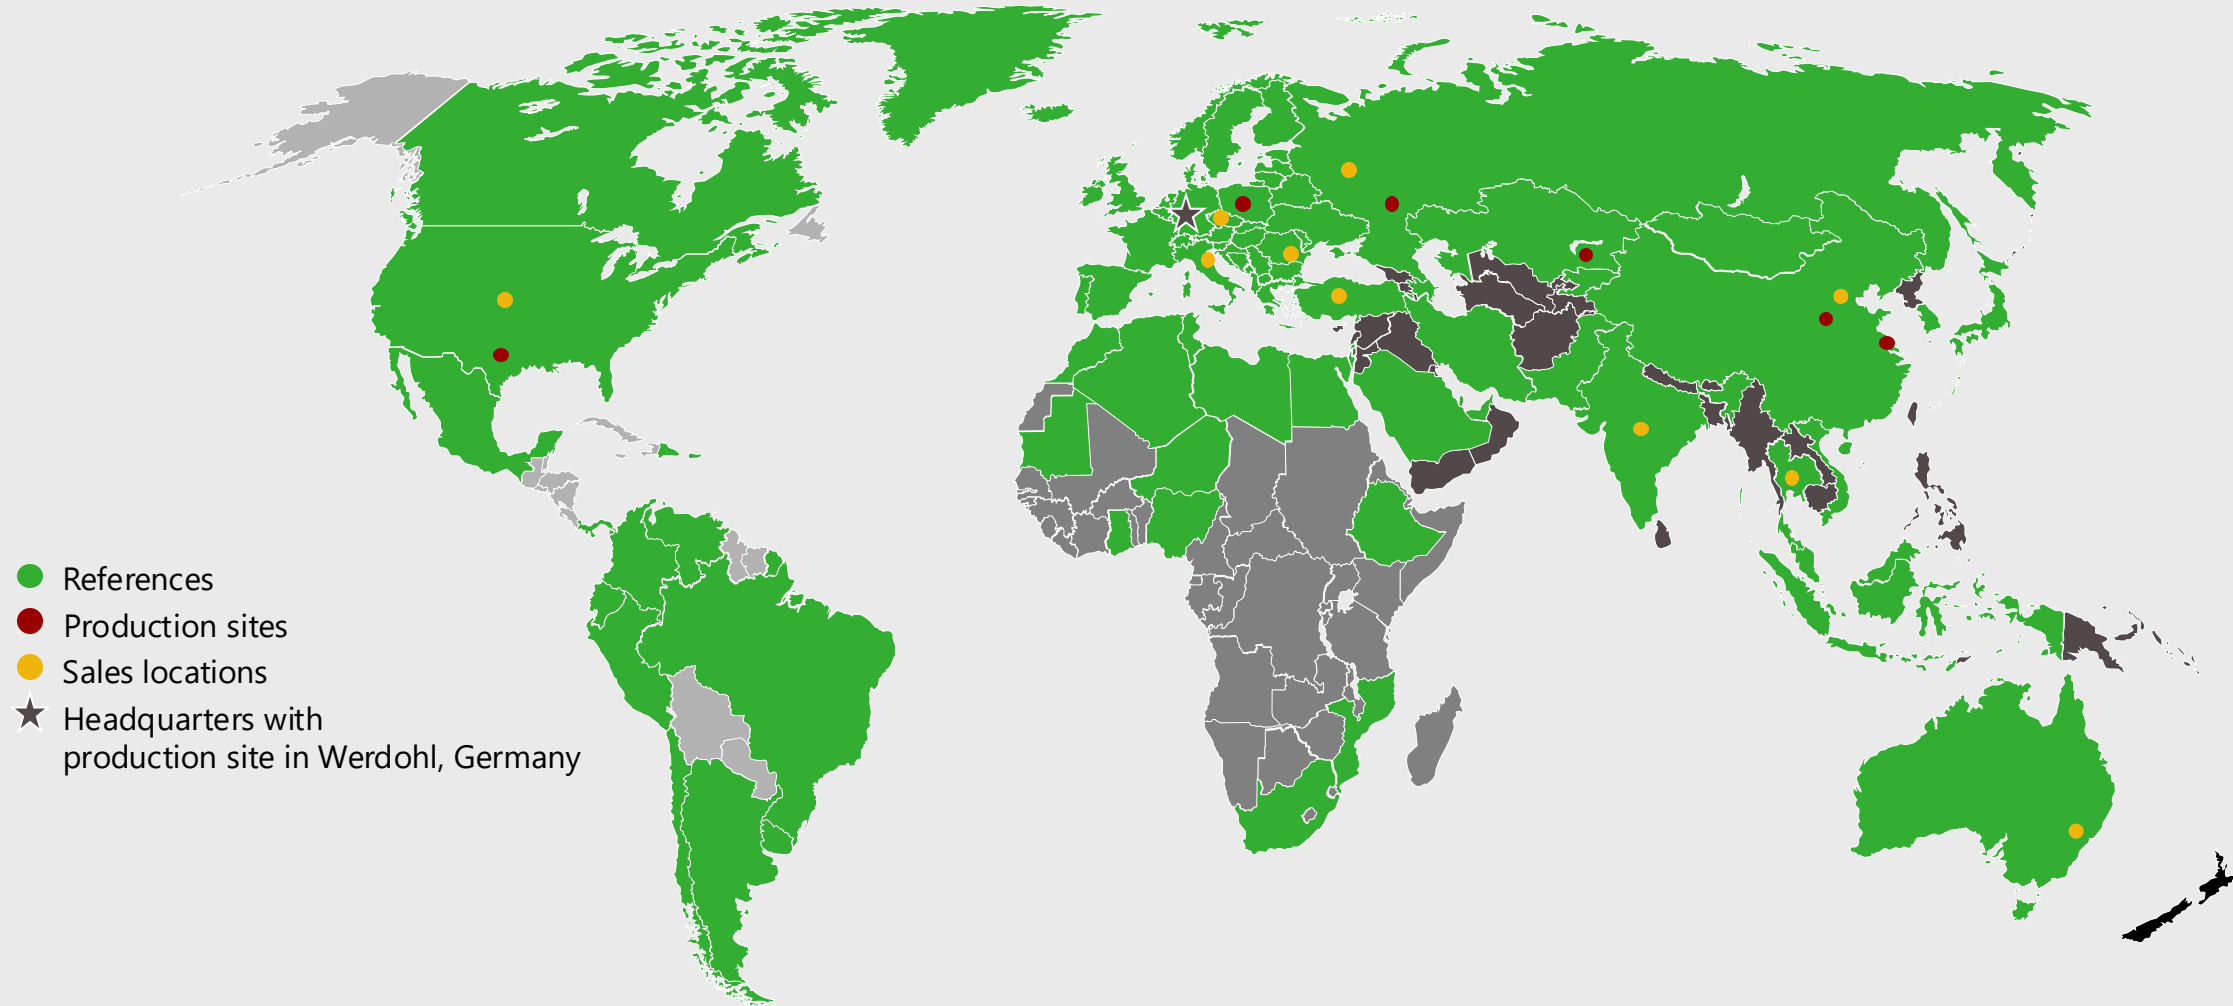 References
Production sites
Sales locations
Headquarters with
production site in Werdohl, Germany